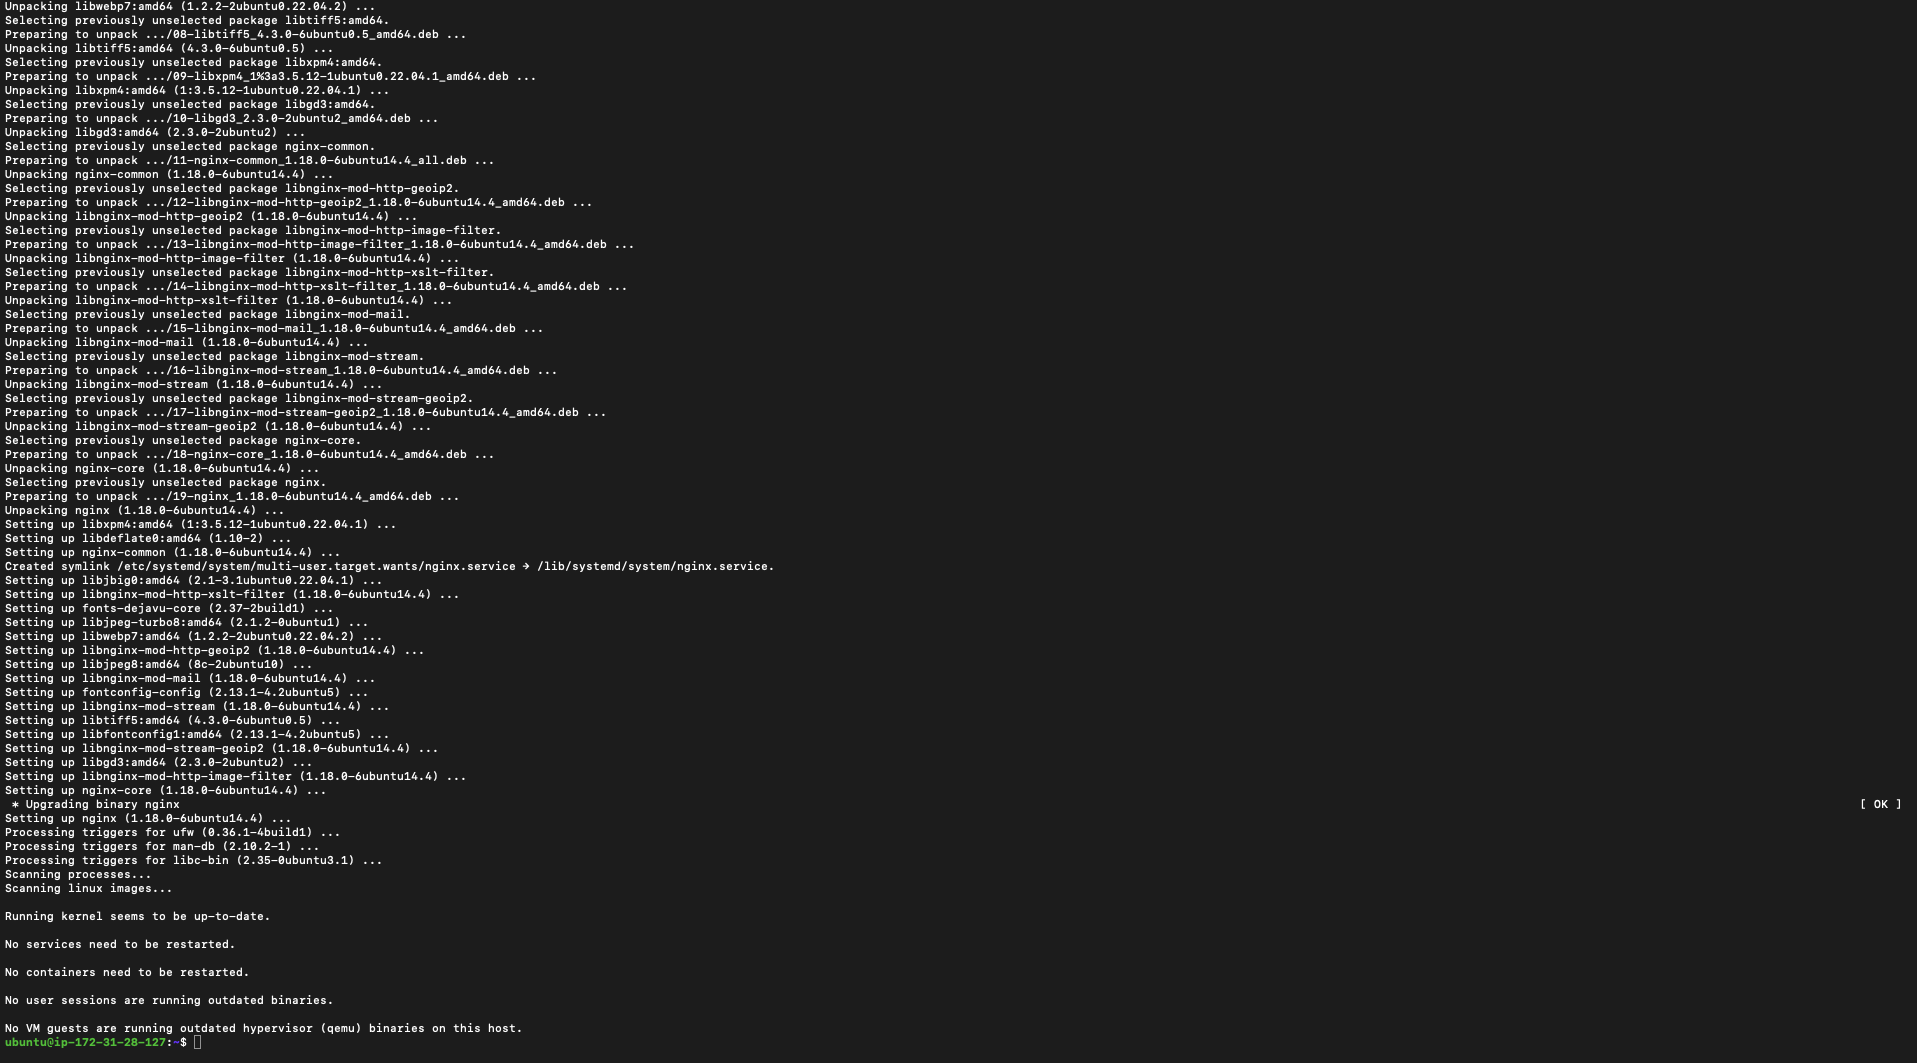 Unpacking libwebp7:amd64 (1.2.2-2ubuntu0.22.04.2) ...
Selecting previously unselected package libtiff5:amd64.
Preparing to unpack .../08-libtiff5_4.3.0-6ubuntu0.5_amd64.deb ...
Unpacking libtiff5:amd64 (4.3.0-6ubuntu0.5) ...
Selecting previously unselected package libxpm4:amd64.
Preparing to unpack .../09-libxpm4_1%3a3.5.12-1ubuntu0.22.04.1_amd64.deb ...
Unpacking libxpm4:amd64 (1:3.5.12-1ubuntu0.22.04.1) ...
Selecting previously unselected package libgd3:amd64.
Preparing to unpack .../10-libgd3_2.3.0-2ubuntu2_amd64.deb ...
Unpacking libgd3:amd64 (2.3.0-2ubuntu2) ...
Selecting previously unselected package nginx-common.
Preparing to unpack .../11-nginx-common_1.18.0-6ubuntu14.4_all.deb ...
Unpacking nginx-common (1.18.0-6ubuntu14.4) ...
Selecting previously unselected package libnginx-mod-http-geoip2.
Preparing to unpack .../12-libnginx-mod-http-geoip2_1.18.0-6ubuntu14.4_amd64.deb ...
Unpacking libnginx-mod-http-geoip2 (1.18.0-6ubuntu14.4) ...
Selecting previously unselected package libnginx-mod-http-image-filter.
Preparing to unpack .../13-libnginx-mod-http-image-filter_1.18.0-6ubuntu14.4_amd64.deb ...
Unpacking libnginx-mod-http-image-filter (1.18.0-6ubuntu14.4) ...
Selecting previously unselected package libnginx-mod-http-xslt-filter.
Preparing to unpack .../14-libnginx-mod-http-xslt-filter_1.18.0-6ubuntu14.4_amd64.deb ...
Unpacking libnginx-mod-http-xslt-filter (1.18.0-6ubuntu14.4) ...
Selecting previously unselected package libnginx-mod-mail.
Preparing to unpack .../15-libnginx-mod-mail_1.18.0-6ubuntu14.4_amd64.deb ...
Unpacking libnginx-mod-mail (1.18.0-6ubuntu14.4) ...
Selecting previously unselected package libnginx-mod-stream.
Preparing to unpack .../16-libnginx-mod-stream_1.18.0-6ubuntu14.4_amd64.deb ...
Unpacking libnginx-mod-stream (1.18.0-6ubuntu14.4) ...
Selecting previously unselected package libnginx-mod-stream-geoip2.
Preparing to unpack .../17-libnginx-mod-stream-geoip2_1.18.0-6ubuntu14.4_amd64.deb ...
Unpacking libnginx-mod-stream-geoip2 (1.18.0-6ubuntu14.4) ...
Selecting previously unselected package nginx-core.
Preparing to unpack .../18-nginx-core_1.18.0-6ubuntu14.4_amd64.deb ...
Unpacking nginx-core (1.18.0-6ubuntu14.4) ...
Selecting previously unselected package nginx.
Preparing to unpack .../19-nginx_1.18.0-6ubuntu14.4_amd64.deb ...
Unpacking nginx (1.18.0-6ubuntu14.4) ...
Setting up libxpm4:amd64 (1:3.5.12-1ubuntu0.22.04.1) ...
Setting up libdeflate0:amd64 (1.10-2) ...
Setting up nginx-common (1.18.0-6ubuntu14.4) ...
Created symlink /etc/systemd/system/multi-user.target.wants/nginx.service → /lib/systemd/system/nginx.service.
Setting up libjbig0:amd64 (2.1-3.1ubuntu0.22.04.1) ...
Setting up libnginx-mod-http-xslt-filter (1.18.0-6ubuntu14.4) ...
Setting up fonts-dejavu-core (2.37-2build1) ...
Setting up libjpeg-turbo8:amd64 (2.1.2-0ubuntu1) ...
Setting up libwebp7:amd64 (1.2.2-2ubuntu0.22.04.2) ...
Setting up libnginx-mod-http-geoip2 (1.18.0-6ubuntu14.4) ...
Setting up libjpeg8:amd64 (8c-2ubuntu10) ...
Setting up libnginx-mod-mail (1.18.0-6ubuntu14.4) ...
Setting up fontconfig-config (2.13.1-4.2ubuntu5) ...
Setting up libnginx-mod-stream (1.18.0-6ubuntu14.4) ...
Setting up libtiff5:amd64 (4.3.0-6ubuntu0.5) ...
Setting up libfontconfig1:amd64 (2.13.1-4.2ubuntu5) ...
Setting up libnginx-mod-stream-geoip2 (1.18.0-6ubuntu14.4) ...
Setting up libgd3:amd64 (2.3.0-2ubuntu2) ...
Setting up libnginx-mod-http-image-filter (1.18.0-6ubuntu14.4) ...
Setting up nginx-core (1.18.0-6ubuntu14.4) ...
 * Upgrading binary nginx [ OK ]
Setting up nginx (1.18.0-6ubuntu14.4) ...
Processing triggers for ufw (0.36.1-4build1) ...
Processing triggers for man-db (2.10.2-1) ...
Processing triggers for libc-bin (2.35-0ubuntu3.1) ...
Scanning processes...
Scanning linux images...
Running kernel seems to be up-to-date.
No services need to be restarted.
No containers need to be restarted.
No user sessions are running outdated binaries.
No VM guests are running outdated hypervisor (qemu) binaries on this host.
ubuntu@ip-172-31-28-127:~$